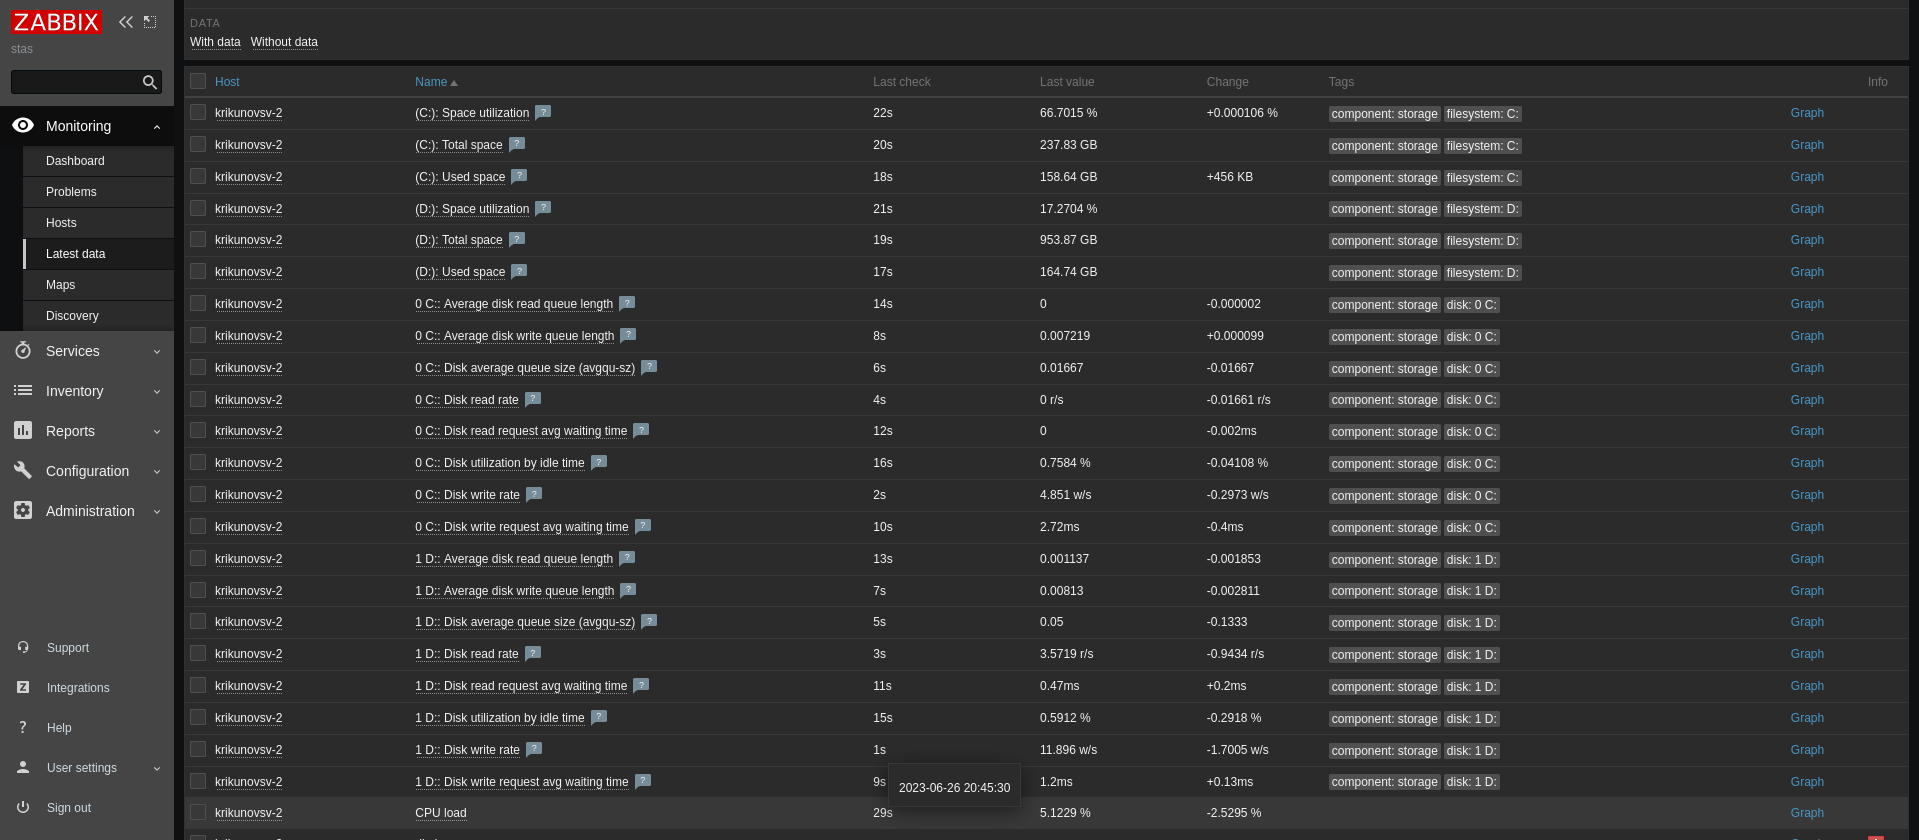 ZABBIX
stas
Monitoring
Dashboard
Problems
Hosts
Latest data
Maps
Discovery
Services
Inventory
Reports
Configuration
Administration
Support
Integrations
Help
User settings
Sign out
DATA
With data Without data
Host Name Last check Last value Change Tags Info
krikunovsv-2 (C:): Space utilization ? 22s 66.7015 % +0.000106 % component: storage filesystem: C: Graph
krikunovsv-2 (C:): Total space ? 20s 237.83 GB component: storage filesystem: C: Graph
krikunovsv-2 (C:): Used space ? 18s 158.64 GB +456 KB component: storage filesystem: C: Graph
krikunovsv-2 (D:): Space utilization ? 21s 17.2704 % component: storage filesystem: D: Graph
krikunovsv-2 (D:): Total space ? 19s 953.87 GB component: storage filesystem: D: Graph
krikunovsv-2 (D:): Used space ? 17s 164.74 GB component: storage filesystem: D: Graph
krikunovsv-2 0 C:: Average disk read queue length ? 14s 0 -0.000002 component: storage disk: 0 C: Graph
krikunovsv-2 0 C:: Average disk write queue length ? 8s 0.007219 +0.000099 component: storage disk: 0 C: Graph
krikunovsv-2 0 C:: Disk average queue size (avgqu-sz) ? 6s 0.01667 -0.01667 component: storage disk: 0 C: Graph
krikunovsv-2 0 C:: Disk read rate ? 4s 0 r/s -0.01661 r/s component: storage disk: 0 C: Graph
krikunovsv-2 0 C:: Disk read request avg waiting time ? 12s 0 -0.002ms component: storage disk: 0 C: Graph
krikunovsv-2 0 C:: Disk utilization by idle time ? 16s 0.7584 % -0.04108 % component: storage disk: 0 C: Graph
krikunovsv-2 0 C:: Disk write rate ? 2s 4.851 w/s -0.2973 w/s component: storage disk: 0 C: Graph
krikunovsv-2 0 C:: Disk write request avg waiting time ? 10s 2.72ms -0.4ms component: storage disk: 0 C: Graph
krikunovsv-2 1 D:: Average disk read queue length ? 13s 0.001137 -0.001853 component: storage disk: 1 D: Graph
krikunovsv-2 1 D:: Average disk write queue length ? 7s 0.00813 -0.002811 component: storage disk: 1 D: Graph
krikunovsv-2 1 D:: Disk average queue size (avgqu-sz) ? 5s 0.05 -0.1333 component: storage disk: 1 D: Graph
krikunovsv-2 1 D:: Disk read rate ? 3s 3.5719 r/s -0.9434 r/s component: storage disk: 1 D: Graph
krikunovsv-2 1 D:: Disk read request avg waiting time ? 11s 0.47ms +0.2ms component: storage disk: 1 D: Graph
krikunovsv-2 1 D:: Disk utilization by idle time ? 15s 0.5912 % -0.2918 % component: storage disk: 1 D: Graph
krikunovsv-2 1 D:: Disk write rate ? 1s 11.896 w/s -1.7005 w/s component: storage disk: 1 D: Graph
krikunovsv-2 1 D:: Disk write request avg waiting time ? 9s 1.2ms +0.13ms component: storage disk: 1 D: Graph
2023-06-26 20:45:30
krikunovsv-2 CPU load 29s 5.1229 % -2.5295 % Graph